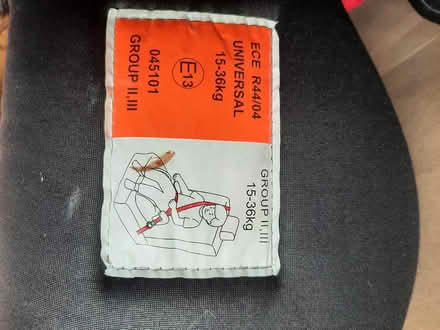 ECE R44/04
UNIVERSAL
15-36kg
E13
045101
GROUP II,III
GROUP II,III
15-36kg